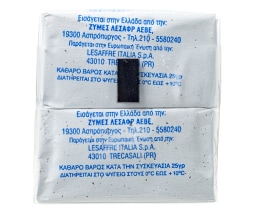 Εισάγεται στην Ελλάδα από την:
ΖΥΜΕΣ ΛΕΣΑΦΡ ΑΕΒΕ,
19300 Ασπρόπυργος - Τηλ.210 - 5580240
Παράγεται στην Ευρωπαϊκή Ένωση από την:
LESAFFRE ITALIA S.p.A.
43010 TRECASALI (PR)
ΚΑΘΑΡΟ ΒΑΡΟΣ ΚΑΤΑ ΤΗΝ ΣΥΣΚΕΥΑΣΙΑ 25γρ
ΔΙΑΤΗΡΕΙΤΑΙ ΣΤΟ ΨΥΓΕΙΟ ΣΤΟΥΣ 0°C ΕΩΣ +10°C-
Εισάγεται στην Ελλάδα από την:
ΖΥΜΕΣ ΛΕΣΑΦΡ ΑΕΒΕ,
19300 Ασπρόπυργος - Τηλ.210 - 5580240
Παράγεται στην Ευρωπαϊκή Ένωση από την:
LESAFFRE ITALIA S.p.A.
43010 TRECASALI (PR)
ΚΑΘΑΡΟ ΒΑΡΟΣ ΚΑΤΑ ΤΗΝ ΣΥΣΚΕΥΑΣΙΑ 25γρ
ΔΙΑΤΗΡΕΙΤΑΙ ΣΤΟ ΨΥΓΕΙΟ ΣΤΟΥΣ 0°C ΕΩΣ +10°C-